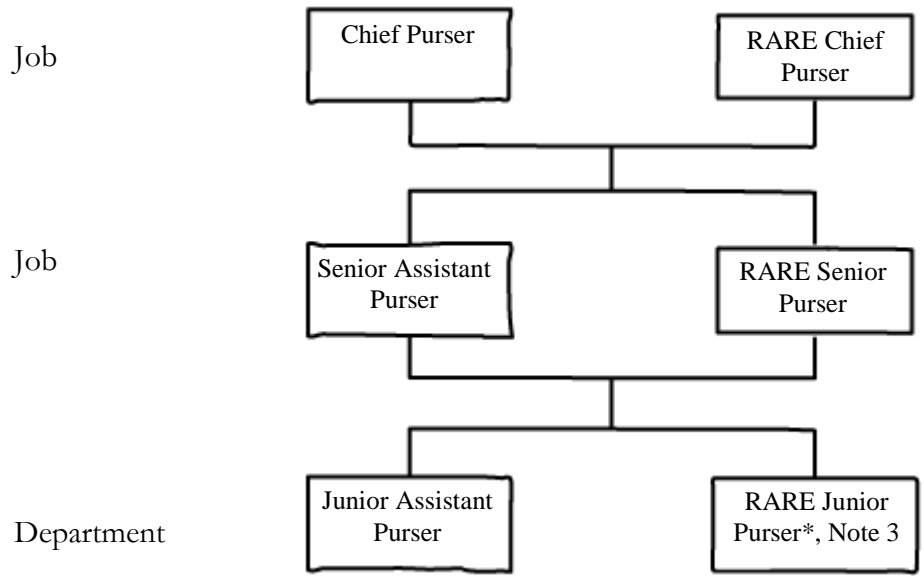 Job
Chief Purser
RARE Chief
Purser
Job
Senior Assistant
Purser
RARE Senior
Purser
Department
Junior Assistant
Purser
RARE Junior
Purser*, Note 3